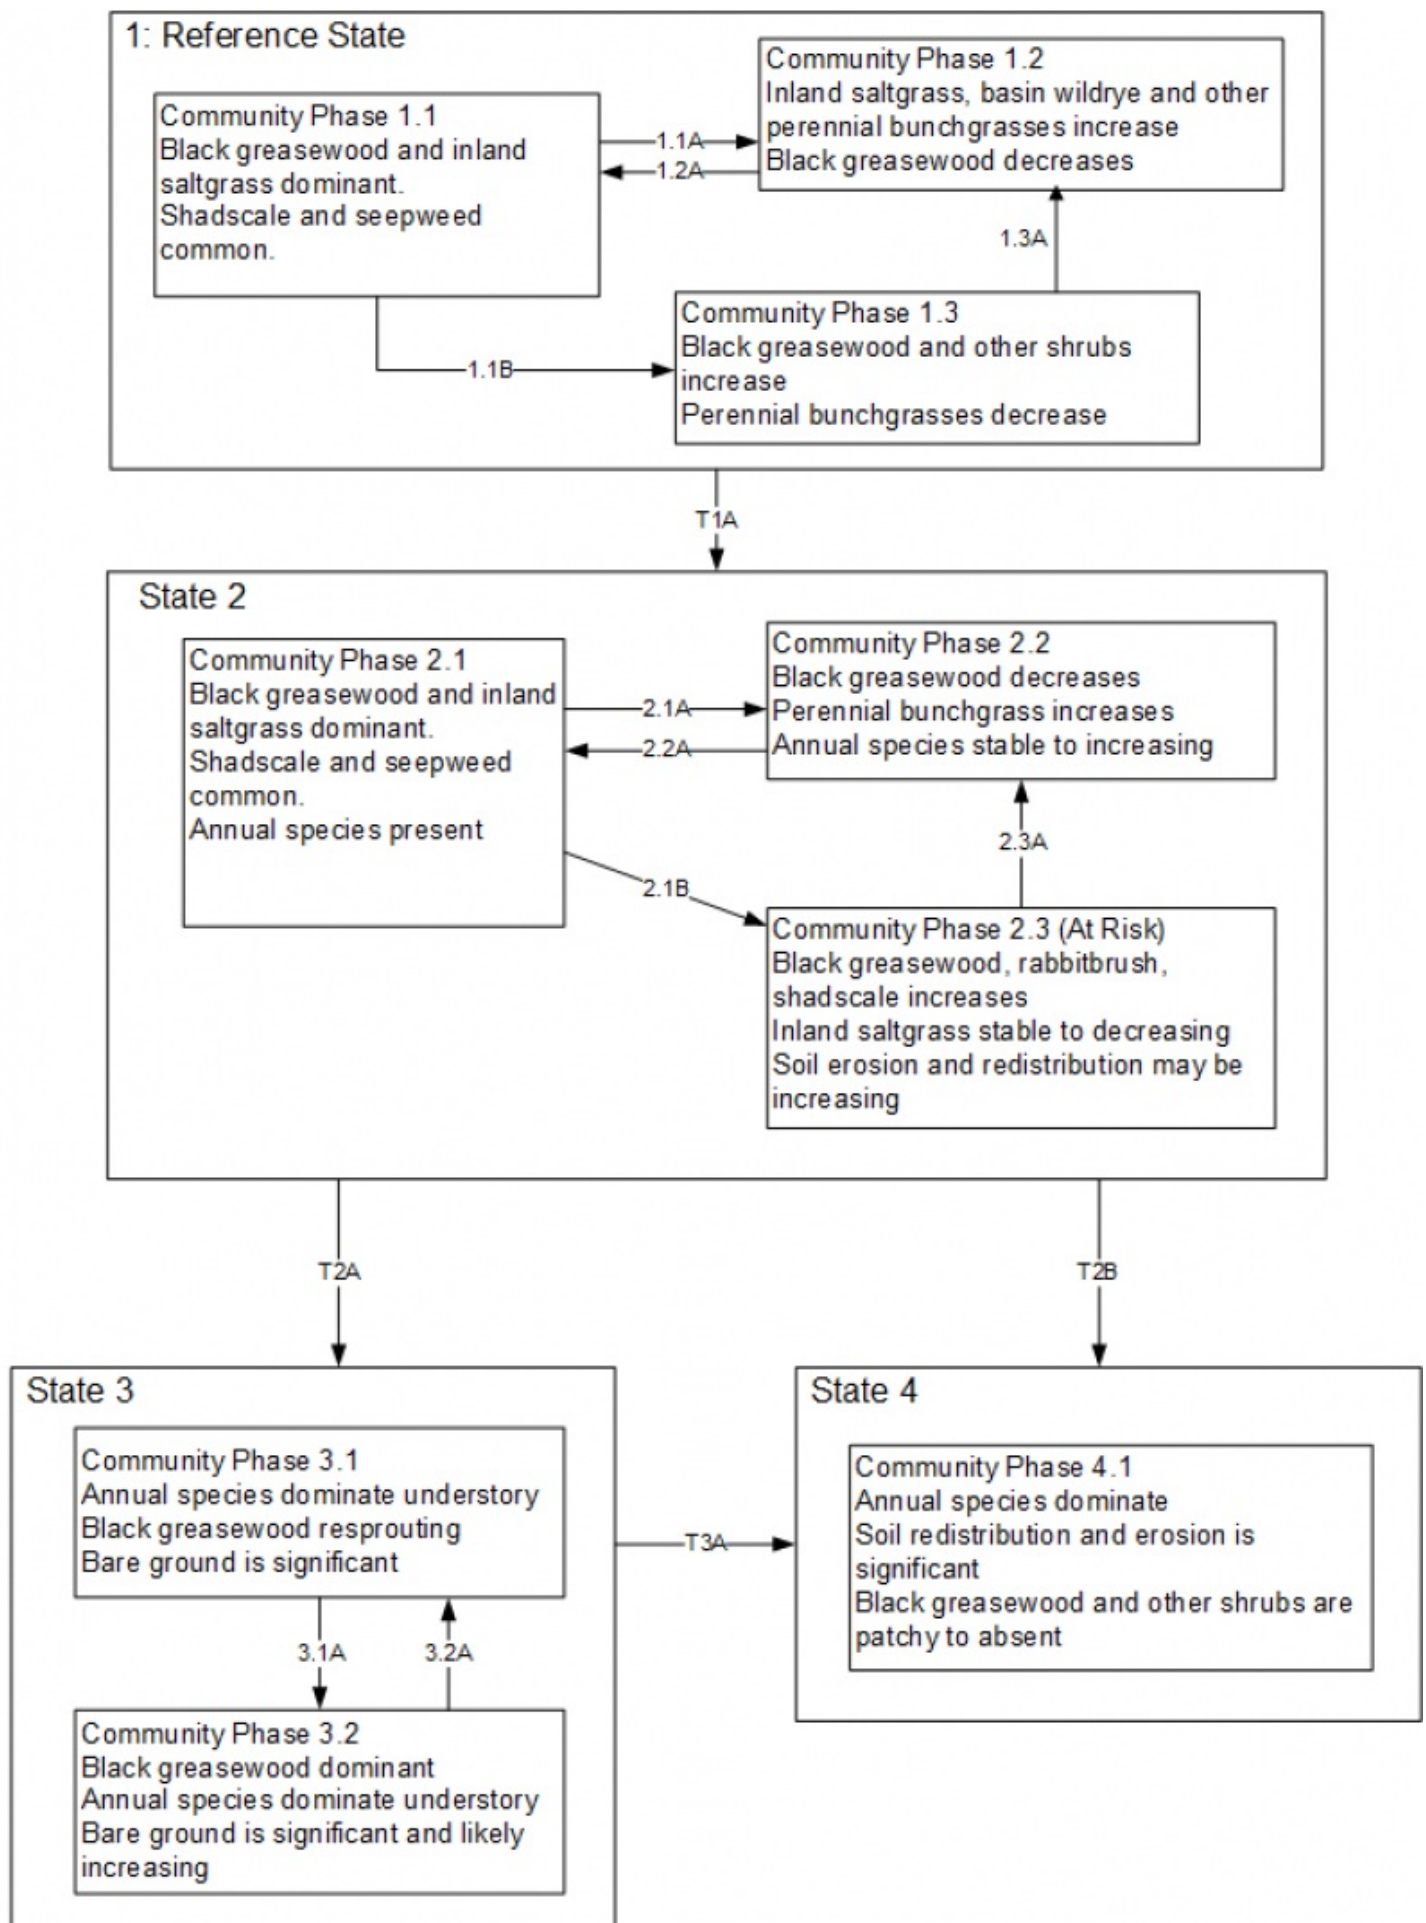 1: Reference State
Community Phase 1.1
Black greasewood and inland
saltgrass dominant.
Shadscale and seepweed
common.
1.1A
1.2A
Community Phase 1.2
Inland saltgrass, basin wildrye and other
perennial bunchgrasses increase
Black greasewood decreases
1.3A
1.1B
Community Phase 1.3
Black greasewood and other shrubs
increase
Perennial bunchgrasses decrease
T1A
State 2
Community Phase 2.1
Black greasewood and inland
saltgrass dominant.
Shadscale and seepweed
common.
Annual species present
2.1A
2.2A
Community Phase 2.2
Black greasewood decreases
Perennial bunchgrass increases
Annual species stable to increasing
2.3A
2.1B
Community Phase 2.3 (At Risk)
Black greasewood, rabbitbrush,
shadscale increases
Inland saltgrass stable to decreasing
Soil erosion and redistribution may be
increasing
T2A
T2B
State 3
Community Phase 3.1
Annual species dominate understory
Black greasewood resprouting
Bare ground is significant
3.1A
3.2A
Community Phase 3.2
Black greasewood dominant
Annual species dominate understory
Bare ground is significant and likely
increasing
T3A
State 4
Community Phase 4.1
Annual species dominate
Soil redistribution and erosion is
significant
Black greasewood and other shrubs are
patchy to absent